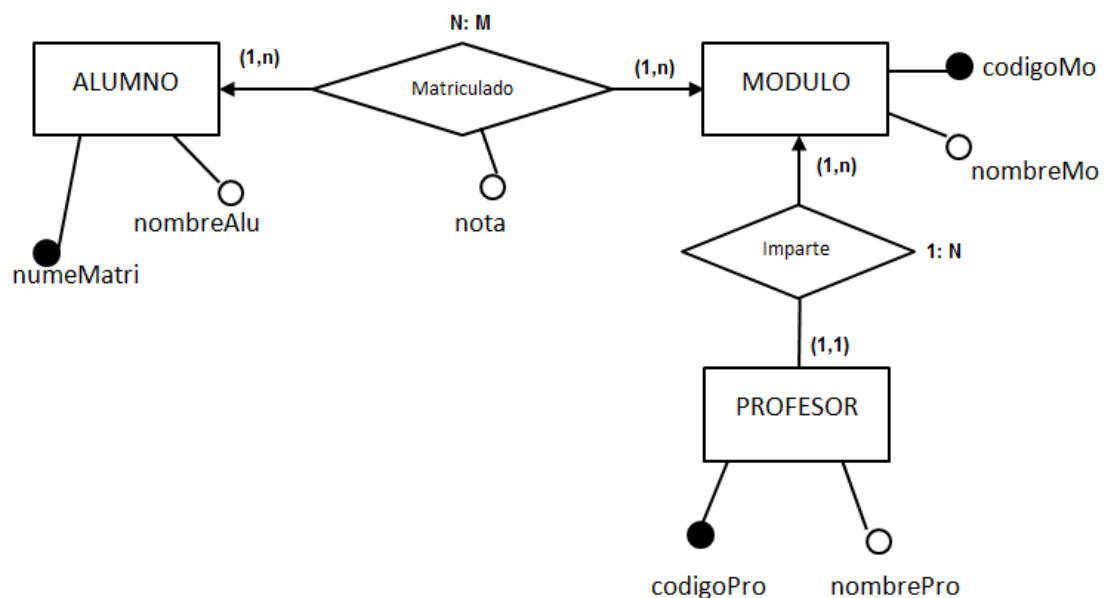 N: M
(1,n)
(1,n)
ALUMNO
Matriculado
MODULO
codigoMo
nombreMo
(1,n)
nombreAlu
nota
numeMatri
Imparte
1: N
(1,1)
PROFESOR
codigoPro
nombrePro